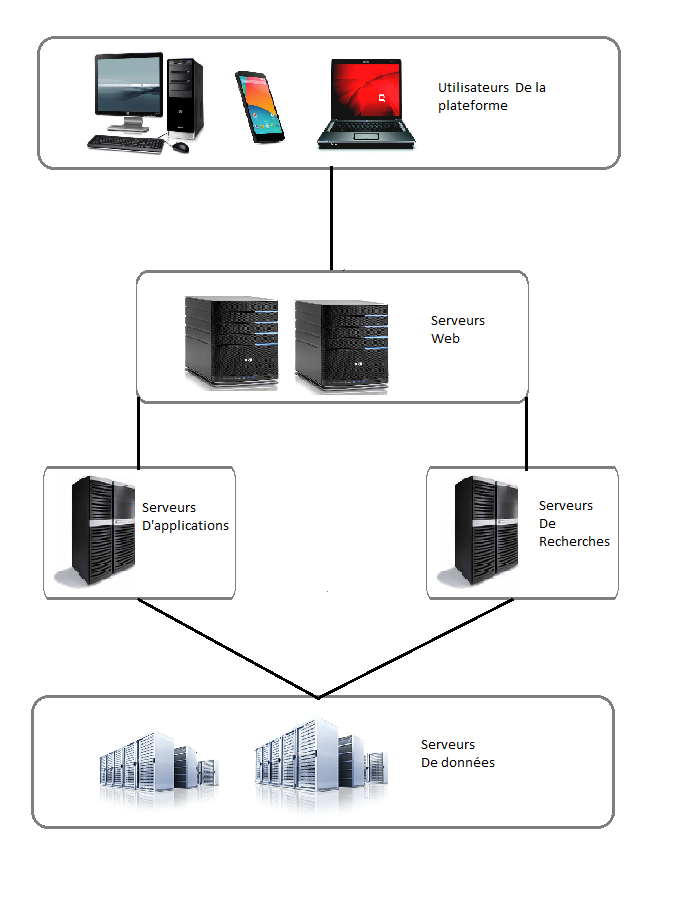 Utilisateurs De la
plateforme
Serveurs
Web
Serveurs
D'applications
Serveurs
De
Recherches
Serveurs
De données